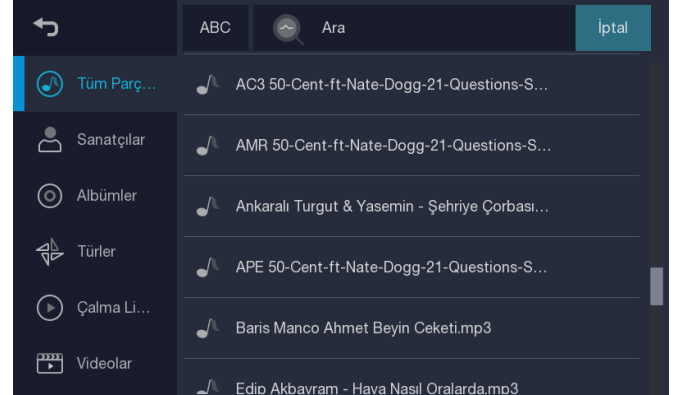 ABC
Ara
İptal
Tüm Parç...
Sanatçılar
Albümler
Türler
Çalma Li...
Videolar
AC3 50-Cent-ft-Nate-Dogg-21-Questions-S...
AMR 50-Cent-ft-Nate-Dogg-21-Questions-S...
Ankaralı Turgut & Yasemin - Şehriye Çorbası...
APE 50-Cent-ft-Nate-Dogg-21-Questions-S...
Baris Manco Ahmet Beyin Ceketi.mp3
Edip Akbayram - Hava Nasıl Oralarda.mp3